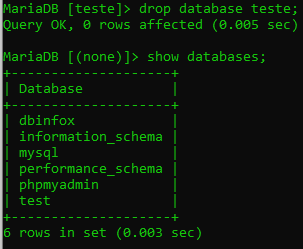 MariaDB [teste]> drop database teste;
Query OK, 0 rows affected (0.005 sec)
MariaDB [(none)]> show databases;
+--------------------+
| Database           |
+--------------------+
| dbinfox            |
| information_schema |
| mysql              |
| performance_schema |
| phpmyadmin         |
| test               |
+--------------------+
6 rows in set (0.003 sec)